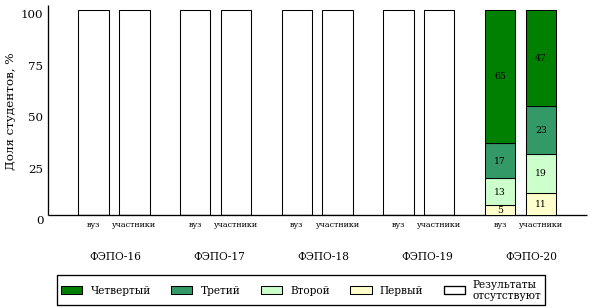 Доля студентов, %
100
75
50
25
0
65
17
13
5
47
23
19
11
вуз участники вуз участники вуз участники вуз участники вуз участники
ФЭПО-16 ФЭПО-17 ФЭПО-18 ФЭПО-19 ФЭПО-20
Четвертый Третий Второй Первый Результаты
отсутствуют